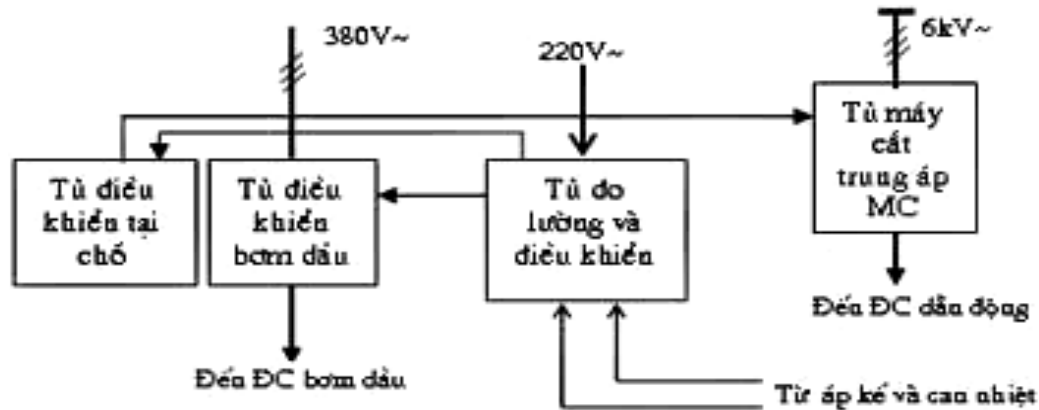 380V~
220V~
6kV~
Tủ điều
khiển tại
chỗ
Tủ điều
khiển
bơm dầu
Tủ đo
lường và
điều khiển
Tủ máy
cắt
trung áp
MC
Đến ĐC bơm dầu
Đến ĐC dẫn động
Từ áp kế và can nhiệt